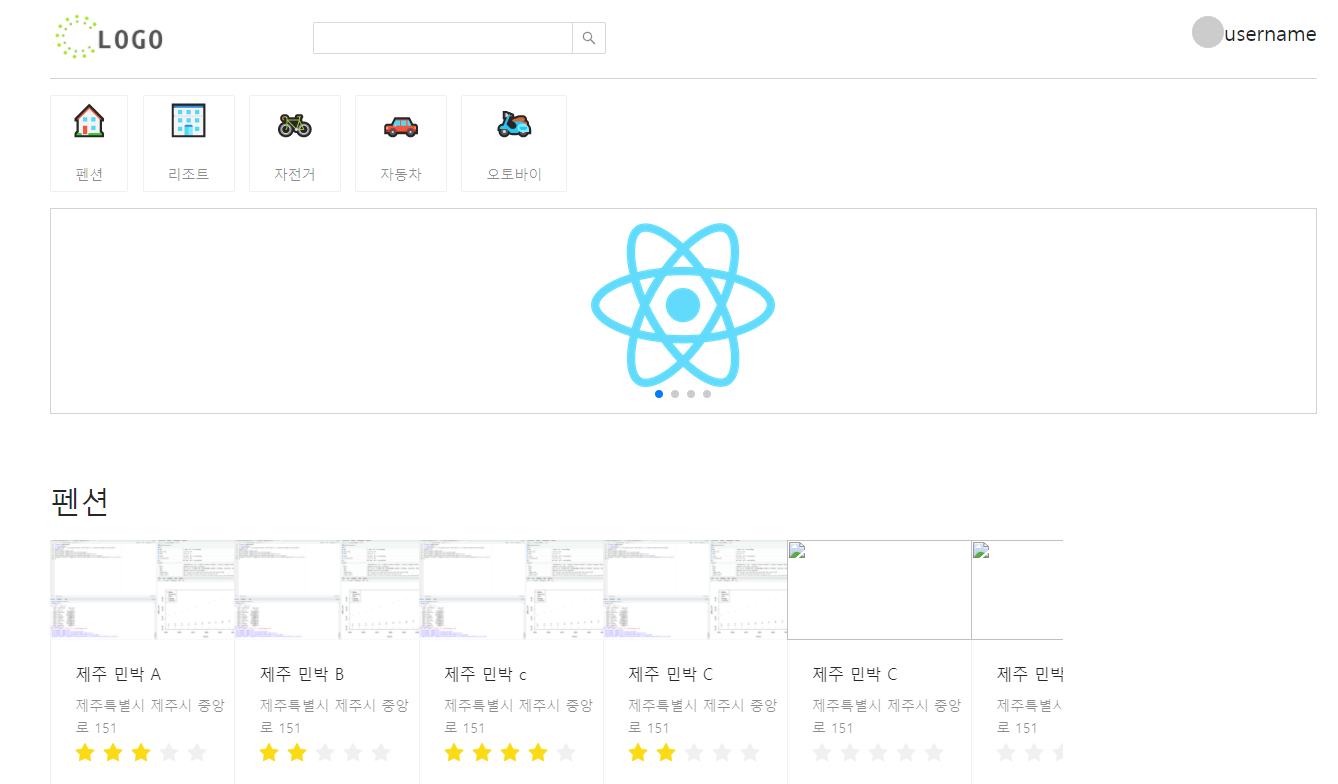 LOGO
username
펜션
리조트
자전거
자동차
오토바이
펜션
제주 민박 A
제주특별시 제주시 중앙
로 151
제주 민박 B
제주특별시 제주시 중앙
로 151
제주 민박 c
제주특별시 제주시 중앙
로 151
제주 민박 C
제주특별시 제주시 중앙
로 151
제주 민박 C
제주특별시 제주시 중앙
로 151
제주 민박
제주특별시
로 151